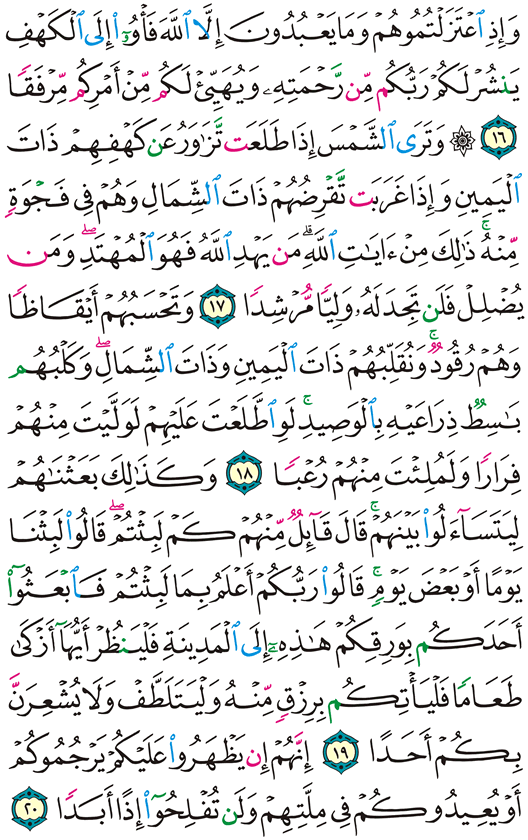 وَإِذِ ٱعْتَزَلْتُمُوهُمْ وَمَا يَعْبُدُونَ إِلَّا ٱللَّهَ فَأْوُۥٓا۟ إِلَى ٱلْكَهْفِ
يَنشُرْ لَكُمْ رَبُّكُم مِّن رَّحْمَتِهِۦ وَيُهَيِّئْ لَكُم مِّنْ أَمْرِكُم مِّرْفَقًا
١٦ ۞ وَتَرَى ٱلشَّمْسَ إِذَا طَلَعَت تَّزَٰوَرُ عَن كَهْفِهِمْ ذَاتَ
ٱلْيَمِينِ وَإِذَا غَرَبَت تَّقْرِضُهُمْ ذَاتَ ٱلشِّمَالِ وَهُمْ فِى فَجْوَةٍ
مِّنْهُ ۚ ذَٰلِكَ مِنْ ءَايَٰتِ ٱللَّهِ ۗ مَن يَهْدِ ٱللَّهُ فَهُوَ ٱلْمُهْتَدِ ۖ وَمَن
يُضْلِلْ فَلَن تَجِدَ لَهُۥ وَلِيًّا مُّرْشِدًا ١٧ وَتَحْسَبُهُمْ أَيْقَاظًا
وَهُمْ رُقُودٌ ۚ وَنُقَلِّبُهُمْ ذَاتَ ٱلْيَمِينِ وَذَاتَ ٱلشِّمَالِ ۖ وَكَلْبُهُم
بَٰسِطٌ ذِرَاعَيْهِ بِٱلْوَصِيدِ ۚ لَوِ ٱطَّلَعْتَ عَلَيْهِمْ لَوَلَّيْتَ مِنْهُمْ
فِرَارًا وَلَمُلِئْتَ مِنْهُمْ رُعْبًا ١٨ وَكَذَٰلِكَ بَعَثْنَٰهُمْ
لِيَتَسَآءَلُوا۟ بَيْنَهُمْ ۚ قَالَ قَآئِلٌ مِّنْهُمْ كَمْ لَبِثْتُمْ ۖ قَالُوا۟ لَبِثْنَا
يَوْمًا أَوْ بَعْضَ يَوْمٍ ۚ قَالُوا۟ رَبُّكُمْ أَعْلَمُ بِمَا لَبِثْتُمْ فَٱبْعَثُوٓا۟
أَحَدَكُم بِوَرِقِكُمْ هَٰذِهِۦٓ إِلَى ٱلْمَدِينَةِ فَلْيَنظُرْ أَيُّهَآ أَزْكَىٰ
طَعَامًا فَلْيَأْتِكُم بِرِزْقٍ مِّنْهُ وَلْيَتَلَطَّفْ وَلَا يُشْعِرَنَّ
بِكُمْ أَحَدًا ١٩ إِنَّهُمْ إِن يَظْهَرُوا۟ عَلَيْكُمْ يَرْجُمُوكُمْ
أَوْ يُعِيدُوكُمْ فِى مِلَّتِهِمْ وَلَن تُفْلِحُوٓا۟ إِذًا أَبَدًا ٢٠